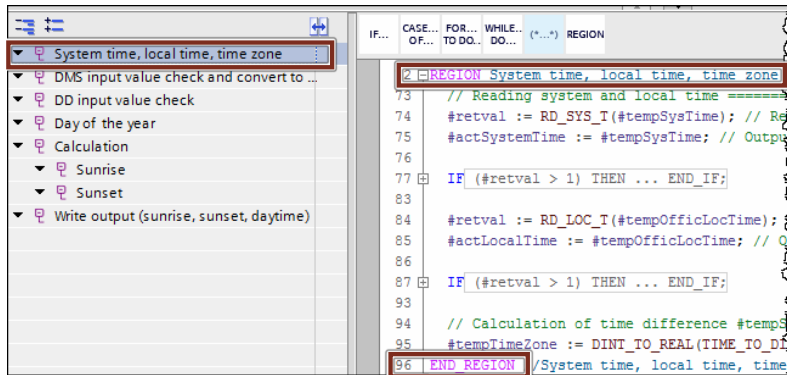 System time, local time, time zone
DMS input value check and convert to ...
DD input value check
Day of the year
Calculation
Sunrise
Sunset
Write output (sunrise, sunset, daytime)
IF... CASE... OF... FOR... TO DO... WHILE.. DO... (*...*) REGION
2 REGION System time, local time, time zone
73 // Reading system and local time =======
74 #retval := RD_SYS_T(#tempSysTime); //
75 #actSystemTime := #tempSysTime; // Outpu
76
77 IF (#retval > 1) THEN ... END_IF;
83
84 #retval := RD_LOC_T(#tempOfficLocTime);
85 #actLocalTime := #tempOfficLocTime; //
86
87 IF (#retval > 1) THEN ... END_IF;
93
94 // Calculation of time difference #tempS
95 #tempTimeZone := DINT_TO_REAL(TIME_TO_DI
96 END_REGION /System time, local time, time